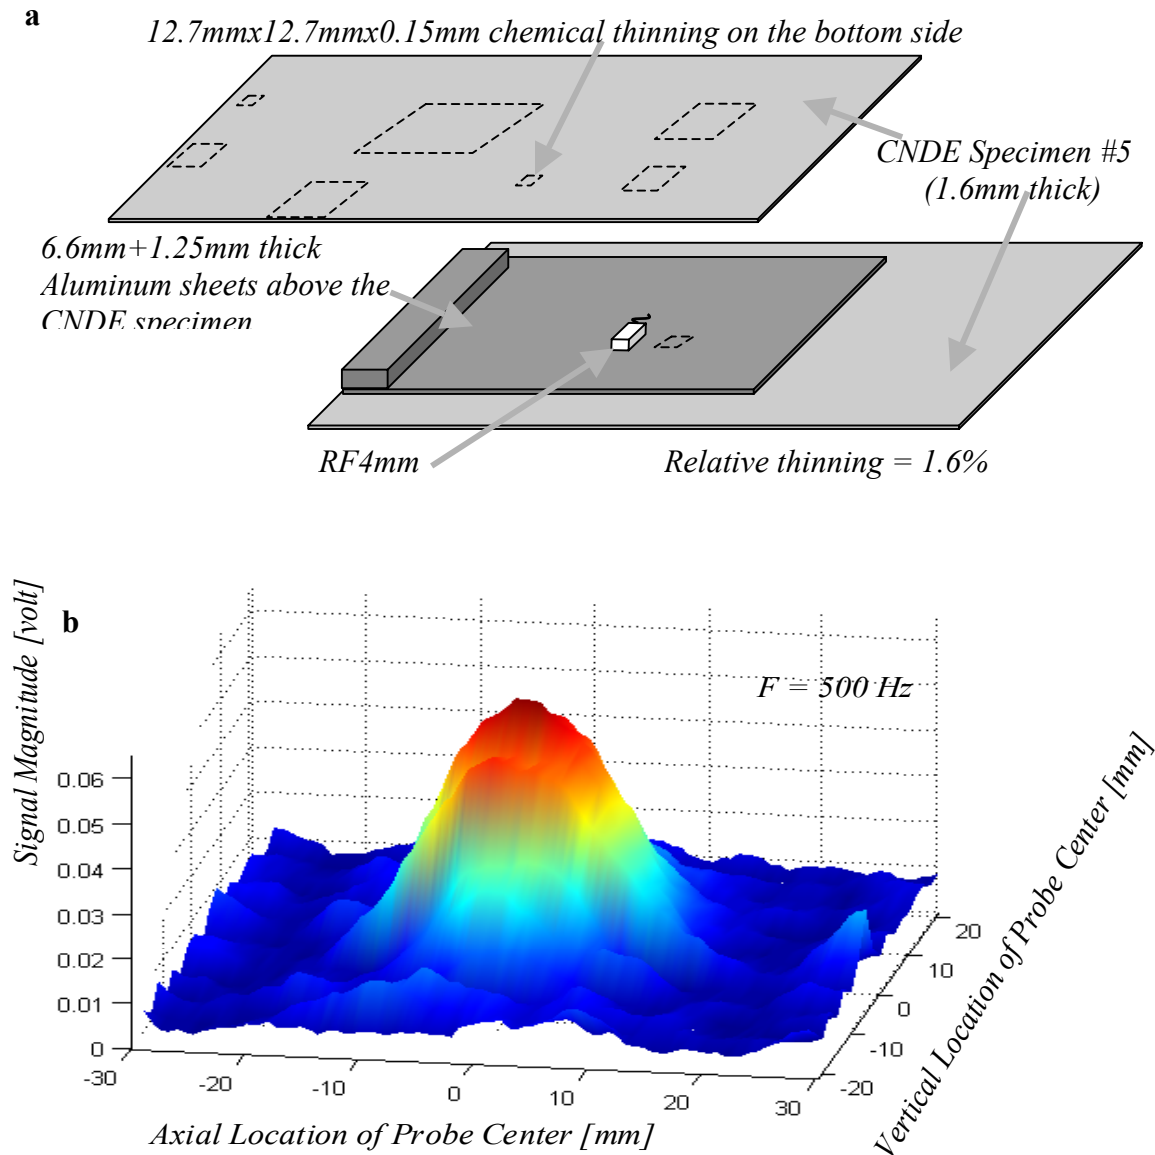 a
12.7mmx12.7mmx0.15mm chemical thinning on the bottom side
CNDE Specimen #5
(1.6mm thick)
6.6mm+1.25mm thick
Aluminum sheets above the
CNDE specimen
RF4mm
Relative thinning = 1.6%
b
F = 500 Hz
Signal Magnitude [volt]
0.06
0.05
0.04
0.03
0.02
0.01
0
-30
-20
-10
0
10
20
30
Axial Location of Probe Center [mm]
20
10
0
-10
-20
Vertical Location of Probe Center [mm]